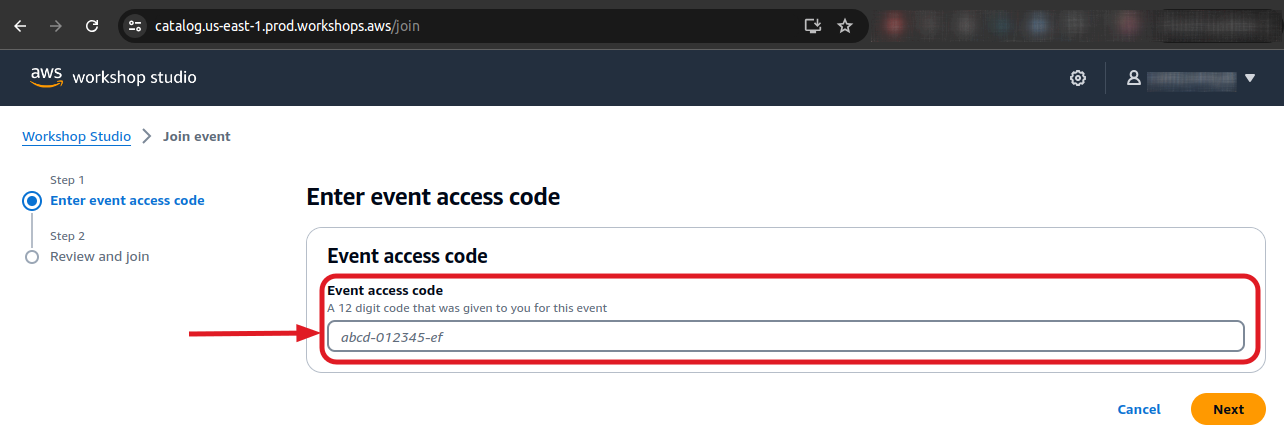 catalog.us-east-1.prod.workshops.aws/join
aws workshop studio
Workshop Studio > Join event
Step 1
Enter event access code
Step 2
Review and join
Enter event access code
Event access code
Event access code
A 12 digit code that was given to you for this event
abcd-012345-ef
Cancel
Next